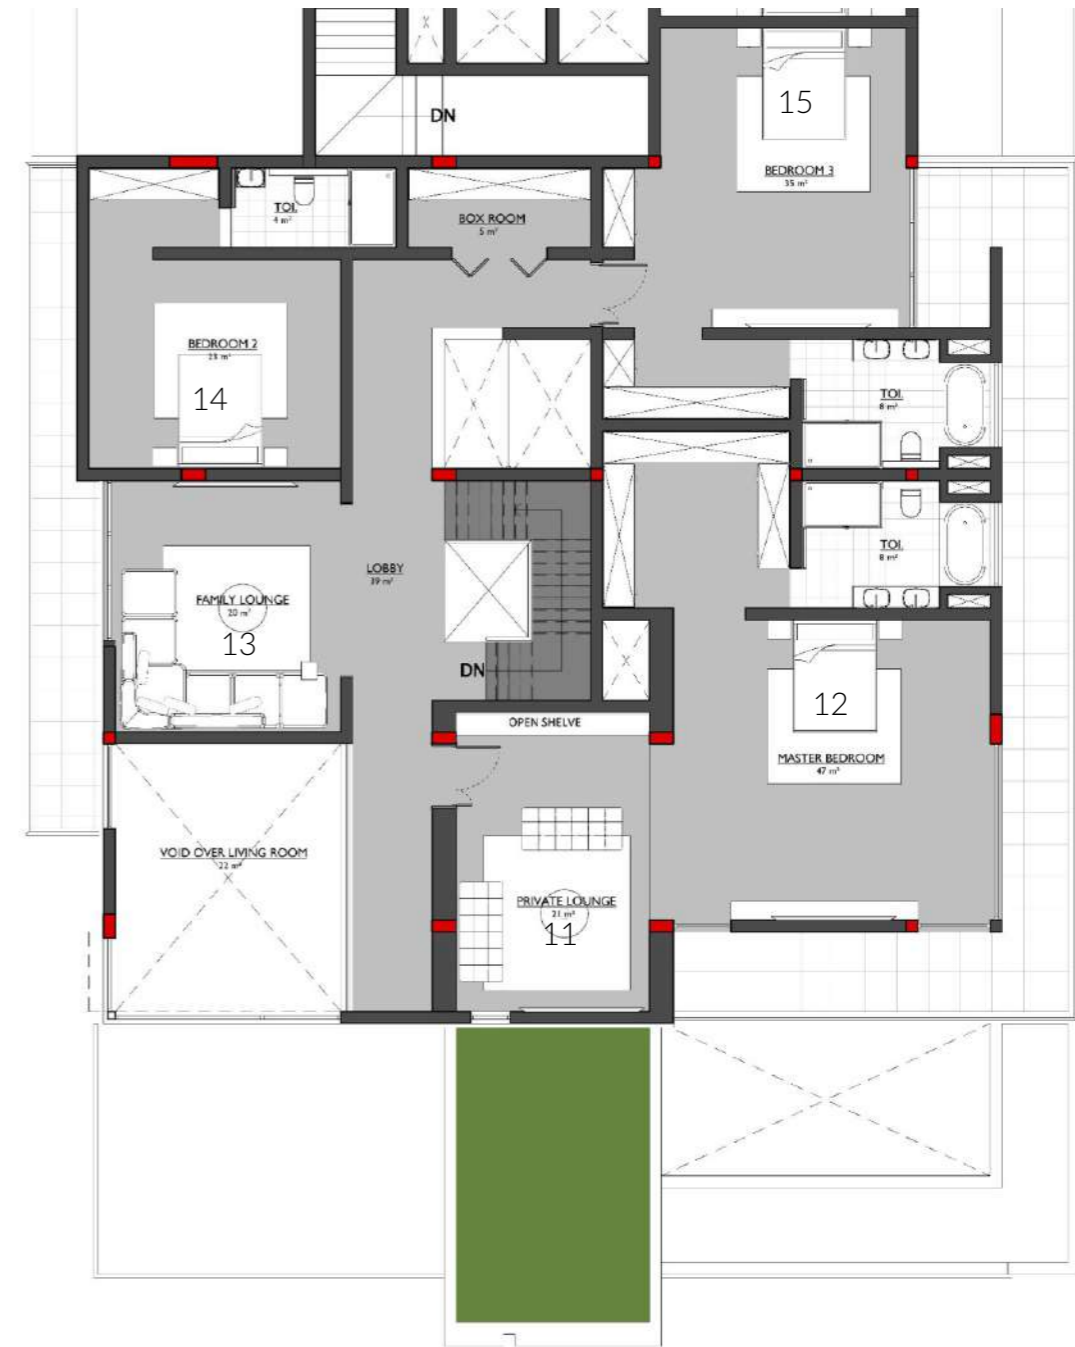 DN
15
BEDROOM 3
35 m²
TOI.
4 m²
BOX ROOM
5 m²
BEDROOM 2
23 m²
14
TOI.
8 m²
TOI.
8 m²
LOBBY
39 m²
FAMILY LOUNGE
20 m²
13
DN
12
OPEN SHELVE
MASTER BEDROOM
47 m²
VOID OVER LIVING ROOM
22 m²
PRIVATE LOUNGE
21 m²
11